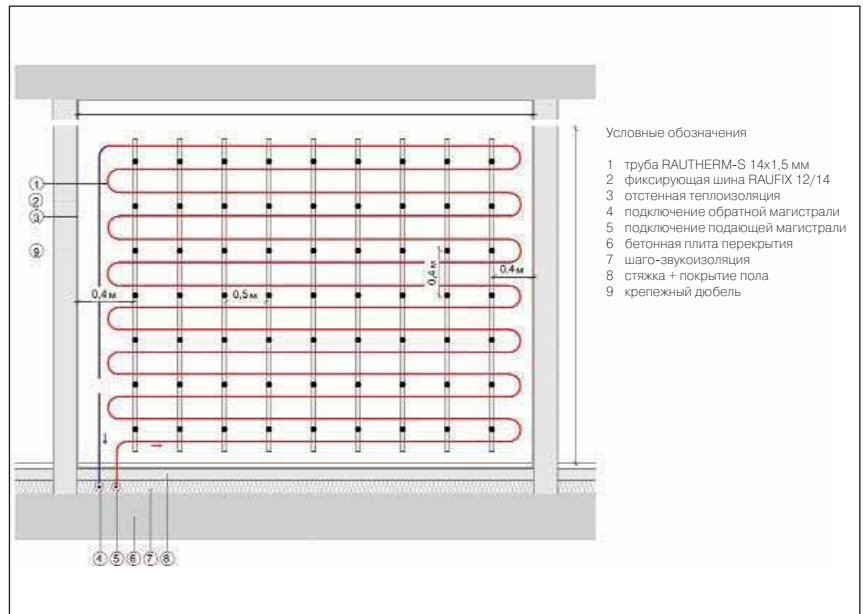 Условные обозначения
1 труба RAUTHERM-S 14x1,5 мм
2 фиксирующая шина RAUFIX 12/14
3 отстенная теплоизоляция
4 подключение обратной магистрали
5 подключение подающей магистрали
6 бетонная плита перекрытия
7 шаго-звукоизоляция
8 стяжка + покрытие пола
9 крепежный дюбель
1
2
3
9
0,4 м
0,5 м
0,4 м
0.4м
4 5 6 7 8